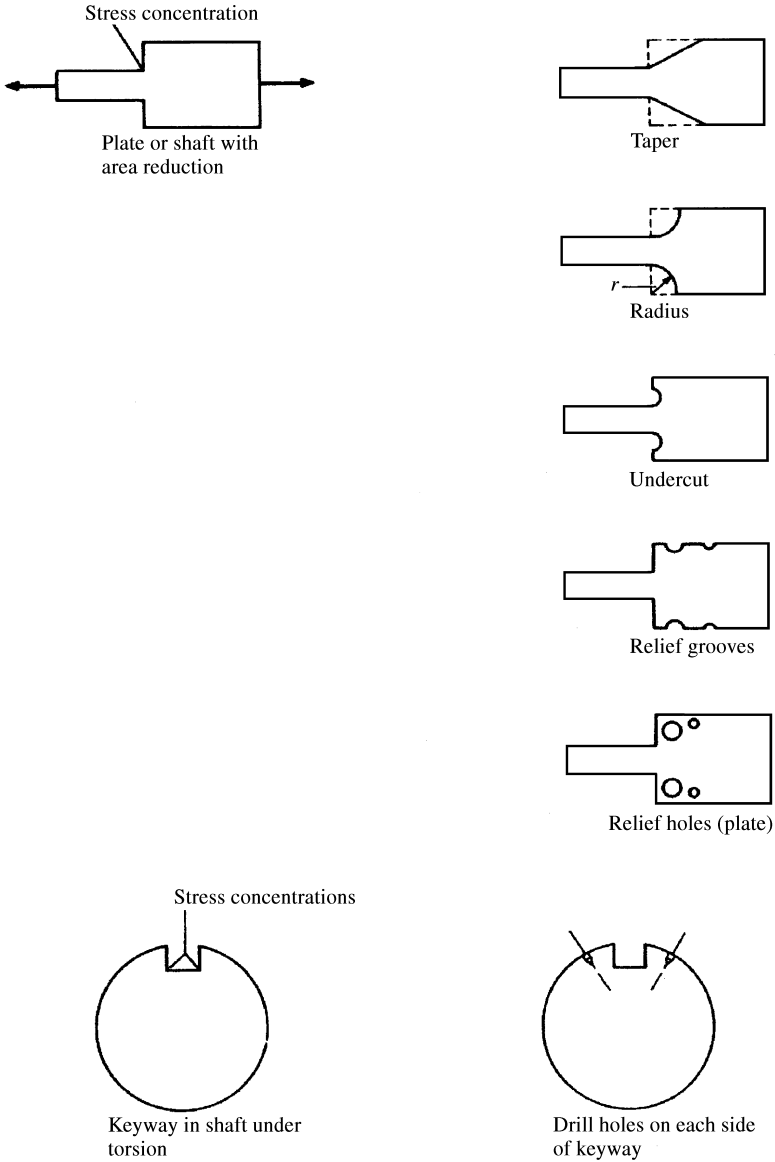 Stress concentration
Plate or shaft with
area reduction
Taper
r
Radius
Undercut
Relief grooves
Relief holes (plate)
Stress concentrations
Keyway in shaft under
torsion
Drill holes on each side
of keyway